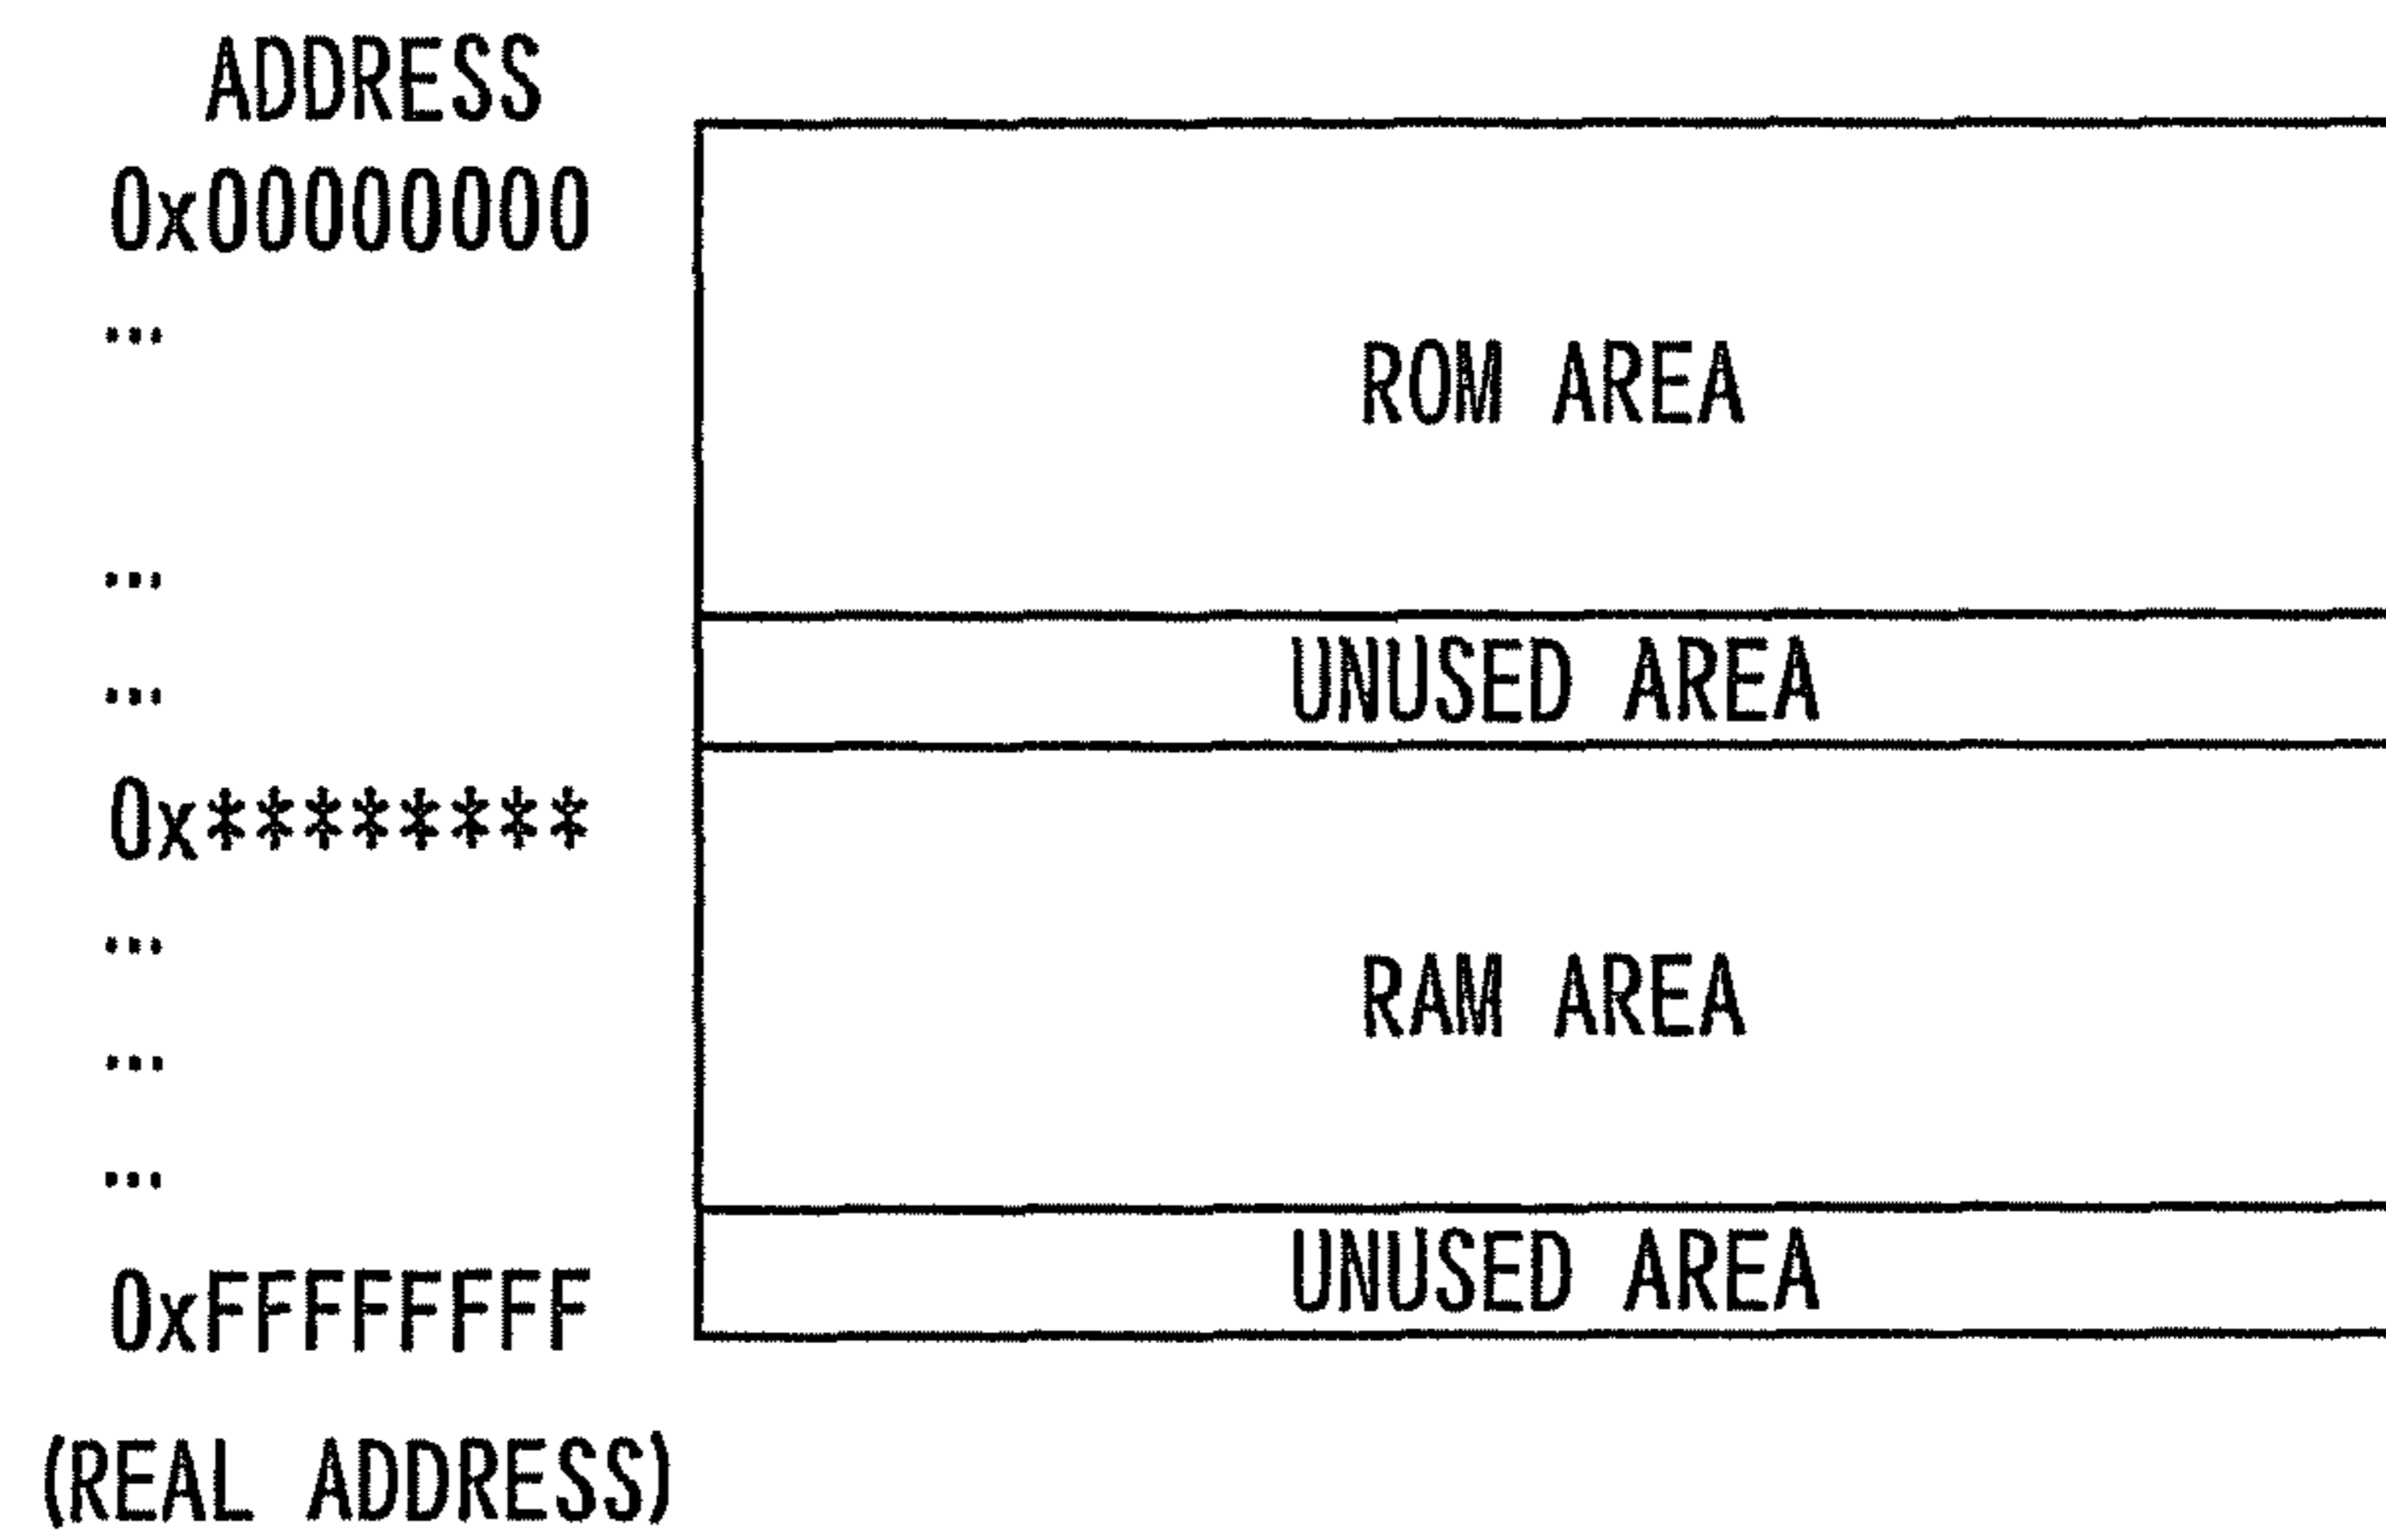 ADDRESS
0x00000000
...
ROM AREA
...
... UNUSED AREA
0x********
...
RAM AREA
...
...
0xFFFFFFFF UNUSED AREA
(REAL ADDRESS)